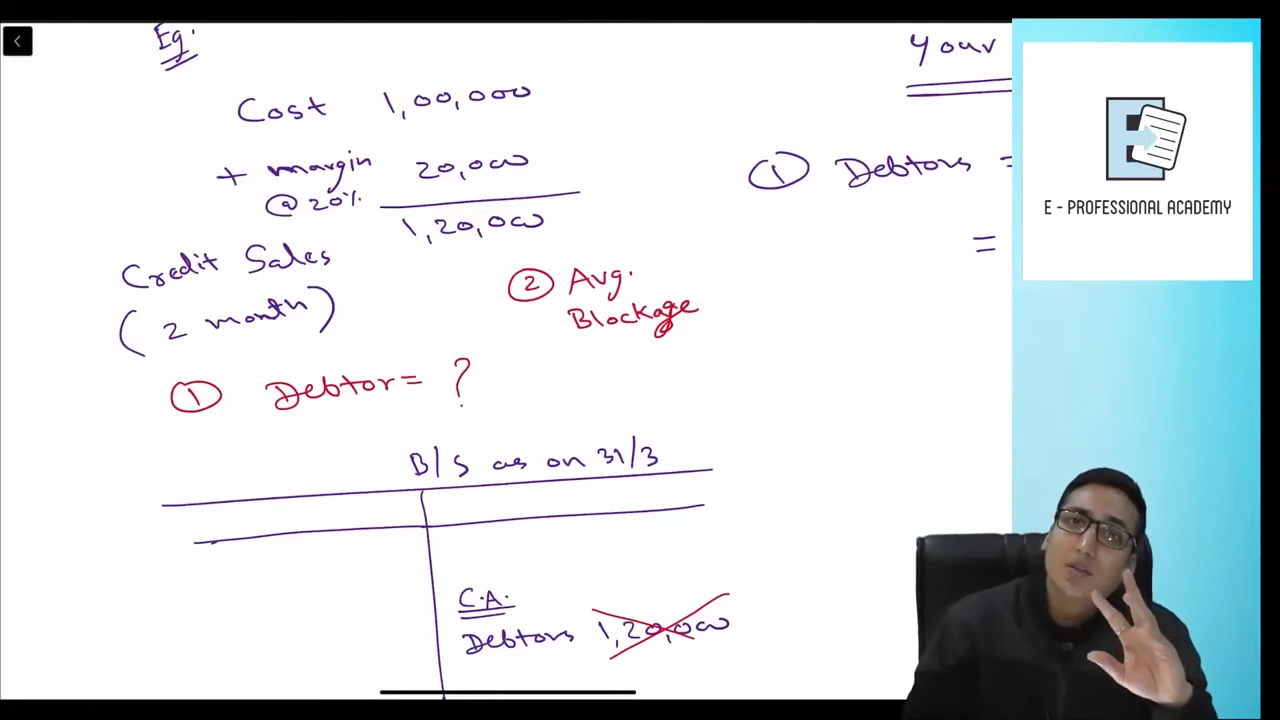 Eg.
Cost 1,00,000
+ margin 20,000
@ 20%
1,20,000
Credit Sales
(2 month)
② Avg.
Blockage
① Debtor = ?
B/S as on 31/3
C.A.
Debtors 1,20,000
Your
① Debtors =
=
E - PROFESSIONAL ACADEMY